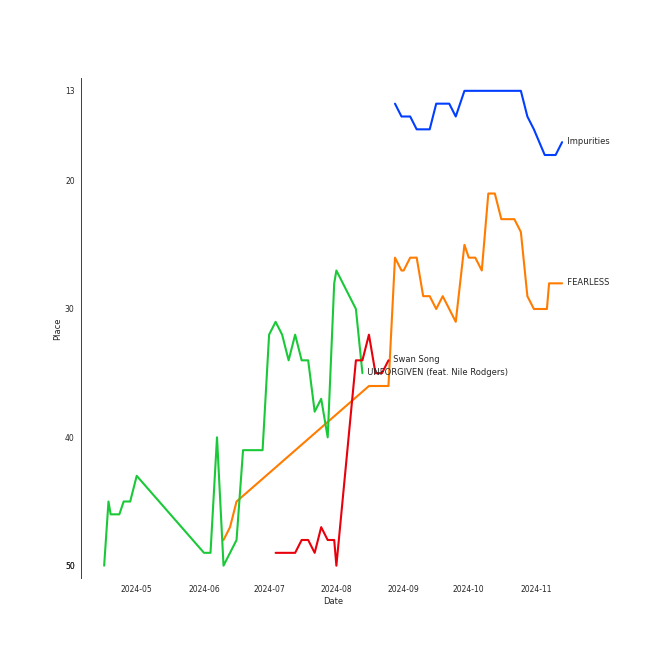 13
Impurities
20
FEARLESS
30
Place
Swan Song
UNFORGIVEN (feat. Nile Rodgers)
40
50
2024-05 2024-06 2024-07 2024-08 2024-09 2024-10 2024-11
Date